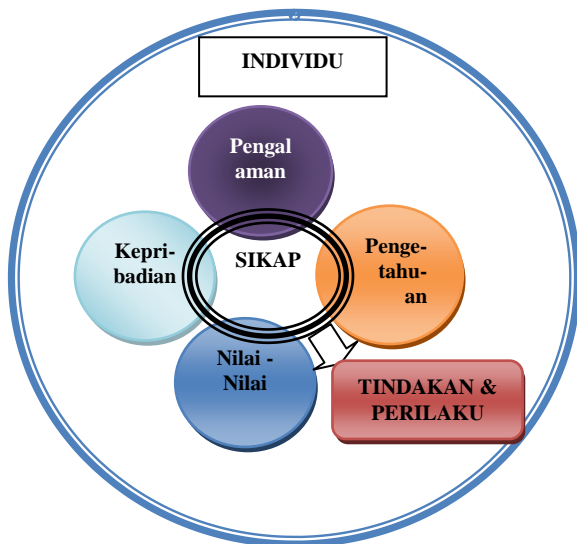 INDIVIDU
Pengal
aman
Kepri-
badian
SIKAP
Penge-
tahu-
an
Nilai -
Nilai
TINDAKAN &
PERILAKU